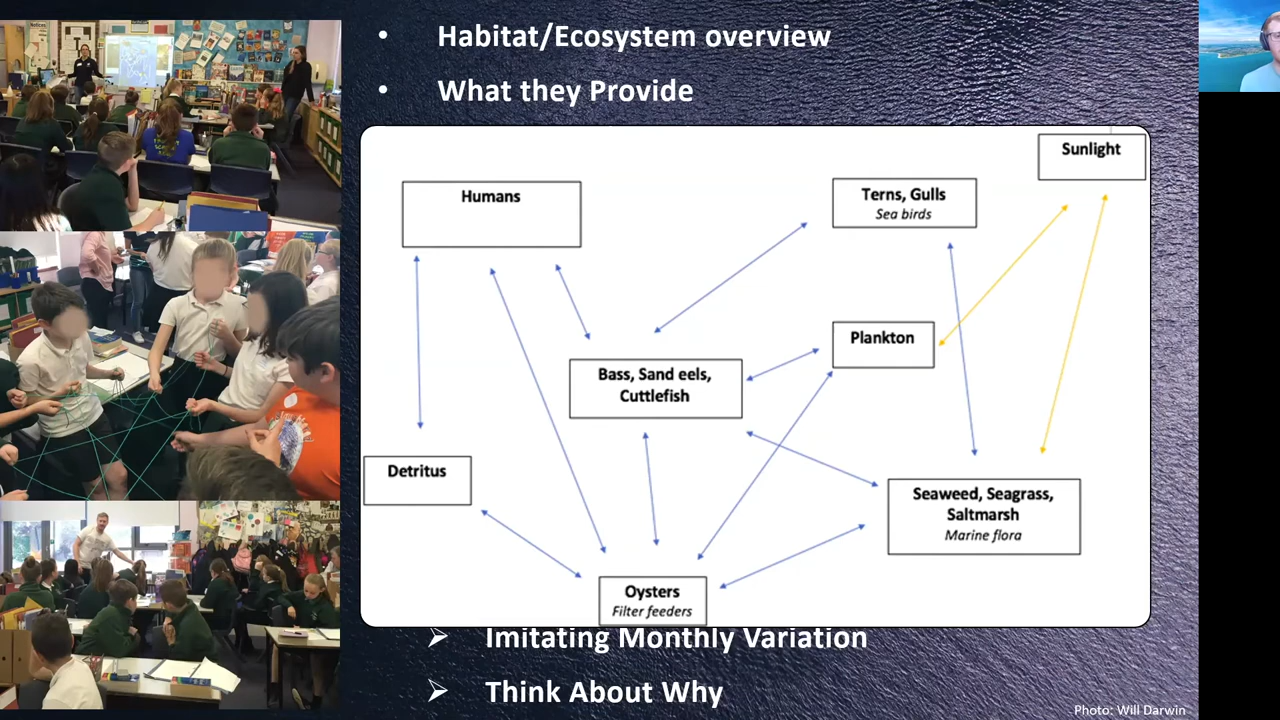 Habitat/Ecosystem overview
What they Provide
Sunlight
Humans
Terns, Gulls
Sea birds
Plankton
Bass, Sand eels,
Cuttlefish
Detritus
Seaweed, Seagrass,
Saltmarsh
Marine flora
Oysters
Filter feeders
Imitating Monthly Variation
Think About Why
Photo: Will Darwin